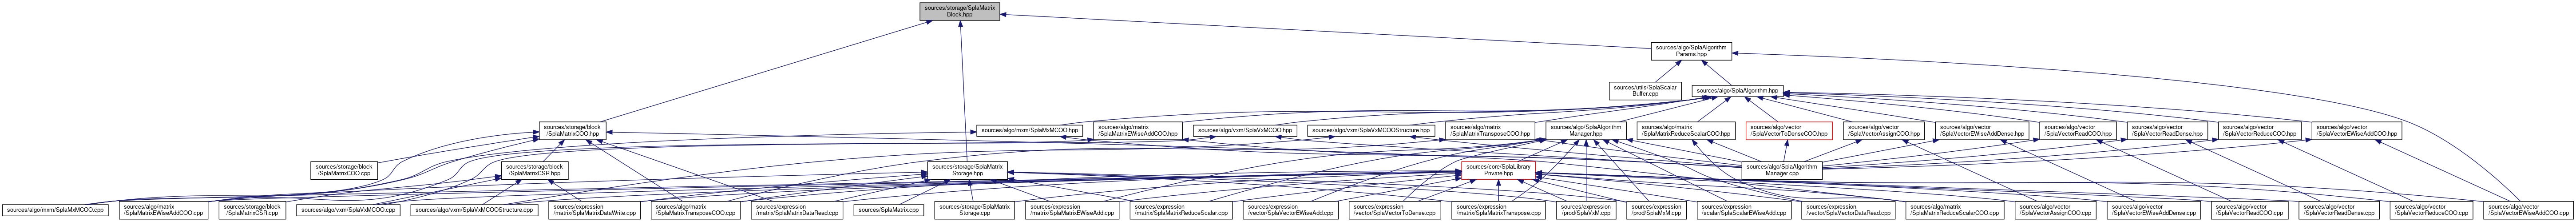 sources/storage/SplaMatrix
Block.hpp
sources/algo/SplaAlgorithm
Params.hpp
sources/utils/SplaScalar
Buffer.cpp
sources/algo/SplaAlgorithm.hpp
sources/storage/block
/SplaMatrixCOO.hpp
sources/algo/mxm/SplaMxMCOO.hpp
sources/algo/matrix
/SplaMatrixEWiseAddCOO.hpp
sources/algo/vxm/SplaVxMCOO.hpp
sources/algo/vxm/SplaVxMCOOStructure.hpp
sources/algo/matrix
/SplaMatrixTransposeCOO.hpp
sources/algo/SplaAlgorithm
Manager.hpp
sources/algo/matrix
/SplaMatrixReduceScalarCOO.hpp
sources/algo/vector
/SplaVectorToDenseCOO.hpp
sources/algo/vector
/SplaVectorAssignCOO.hpp
sources/algo/vector
/SplaVectorEWiseAddDense.hpp
sources/algo/vector
/SplaVectorReadCOO.hpp
sources/algo/vector
/SplaVectorReadDense.hpp
sources/algo/vector
/SplaVectorReduceCOO.hpp
sources/algo/vector
/SplaVectorEWiseAddCOO.hpp
sources/storage/block
/SplaMatrixCOO.cpp
sources/storage/block
/SplaMatrixCSR.hpp
sources/storage/SplaMatrix
Storage.hpp
sources/core/SplaLibrary
Private.hpp
sources/algo/SplaAlgorithm
Manager.cpp
sources/algo/mxm/SplaMxMCOO.cpp
sources/algo/matrix
/SplaMatrixEWiseAddCOO.cpp
sources/storage/block
/SplaMatrixCSR.cpp
sources/algo/vxm/SplaVxMCOO.cpp
sources/algo/vxm/SplaVxMCOOStructure.cpp
sources/expression
/matrix/SplaMatrixDataWrite.cpp
sources/algo/matrix
/SplaMatrixTransposeCOO.cpp
sources/expression
/matrix/SplaMatrixDataRead.cpp
sources/SplaMatrix.cpp
sources/storage/SplaMatrix
Storage.cpp
sources/expression
/matrix/SplaMatrixEWiseAdd.cpp
sources/expression
/matrix/SplaMatrixReduceScalar.cpp
sources/expression
/vector/SplaVectorEWiseAdd.cpp
sources/expression
/vector/SplaVectorToDense.cpp
sources/expression
/matrix/SplaMatrixTranspose.cpp
sources/expression
/prod/SplaVxM.cpp
sources/expression
/prod/SplaMxM.cpp
sources/expression
/scalar/SplaScalarEWiseAdd.cpp
sources/expression
/vector/SplaVectorDataRead.cpp
sources/algo/matrix
/SplaMatrixReduceScalarCOO.cpp
sources/algo/vector
/SplaVectorAssignCOO.cpp
sources/algo/vector
/SplaVectorEWiseAddDense.cpp
sources/algo/vector
/SplaVectorReadCOO.cpp
sources/algo/vector
/SplaVectorReadDense.cpp
sources/algo/vector
/SplaVectorReduceCOO.cpp
sources/algo/vector
/SplaVectorEWiseAddCOO.cpp